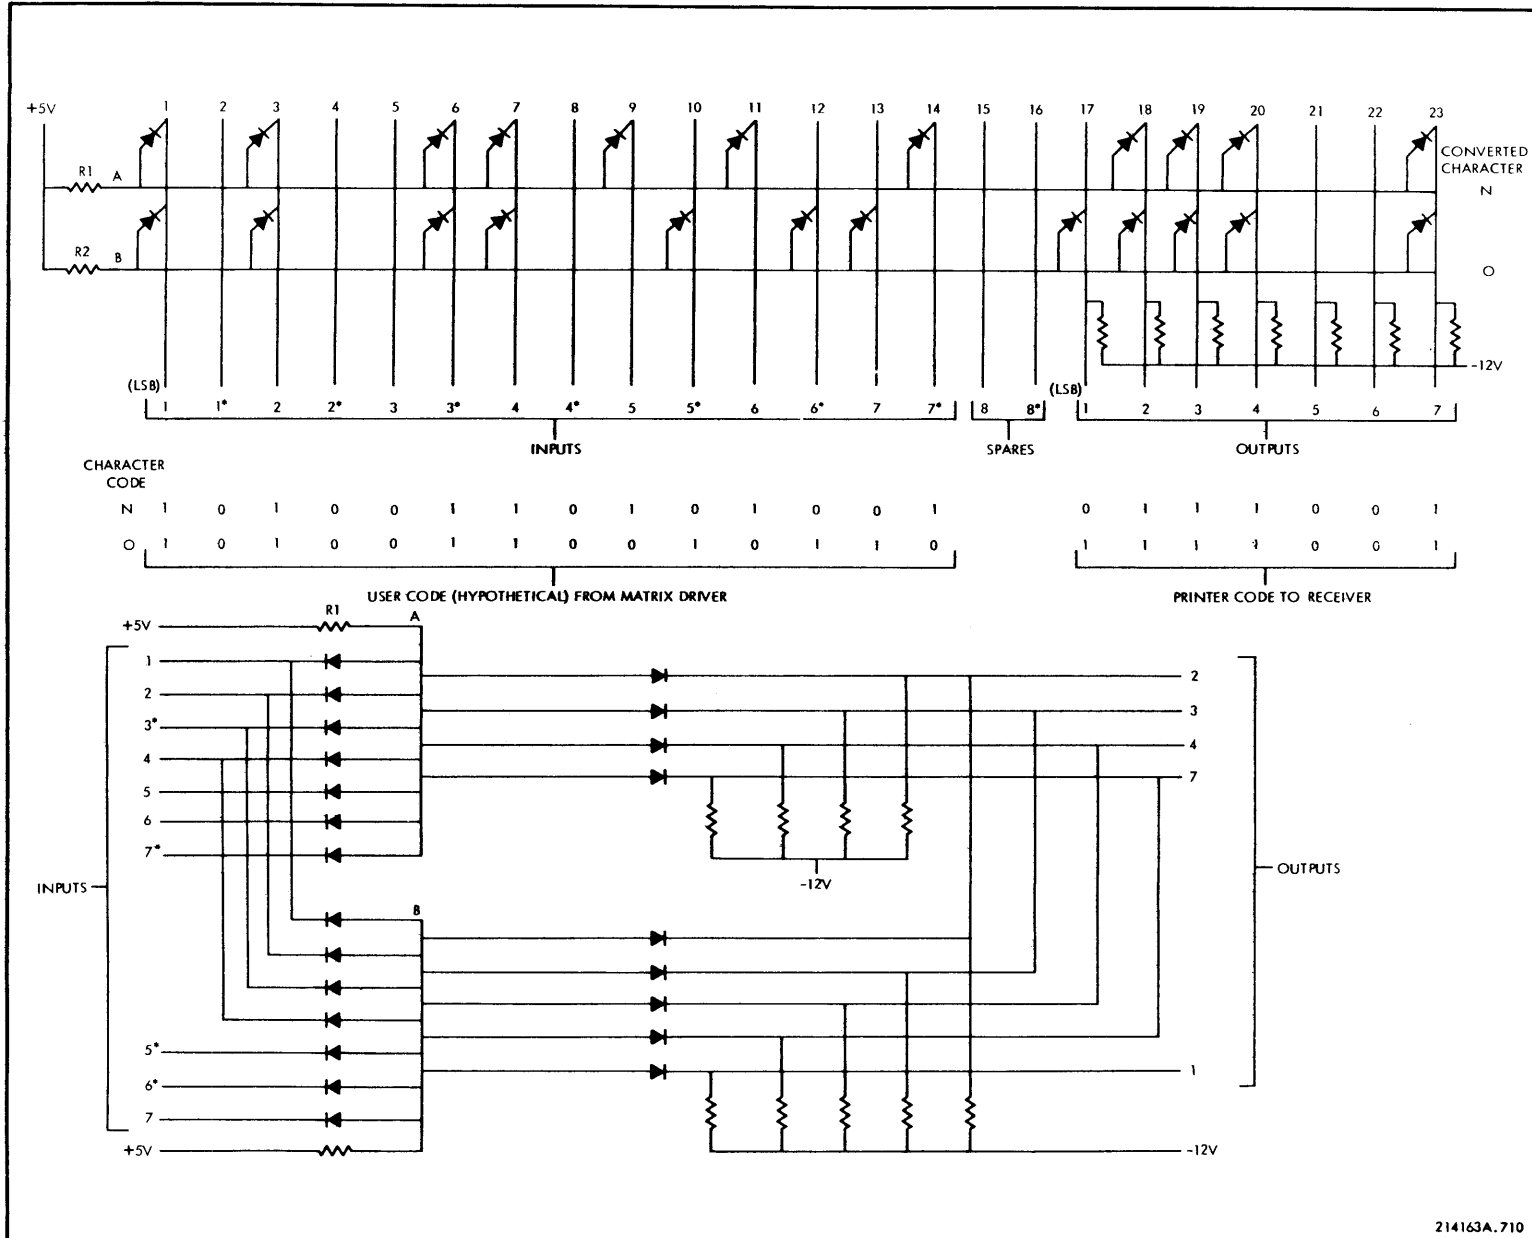 +5V 1 2 3 4 5 6 7 8 9 10 11 12 13 14 15 16 17 18 19 20 21 22 23
CONVERTED
CHARACTER
R1 A N
R2 B O
-12V
(LSB) (LSB)
1 1* 2 2* 3 3* 4 4* 5 5* 6 6* 7 7* 8 8* 1 2 3 4 5 6 7
INPUTS SPARES OUTPUTS
CHARACTER
CODE
N 1 0 1 0 0 1 1 0 1 0 1 0 0 1 0 1 1 1 0 0 1
O 1 0 1 0 0 1 1 0 0 1 0 1 1 0 1 1 1 1 0 0 1
USER CODE (HYPOTHETICAL) FROM MATRIX DRIVER PRINTER CODE TO RECEIVER
R1 A
+5V
1
2 2
3* 3
4 4
5 7
6
7*
-12V
INPUTS OUTPUTS
B
5*
6* 1
7
+5V -12V
214163A.710